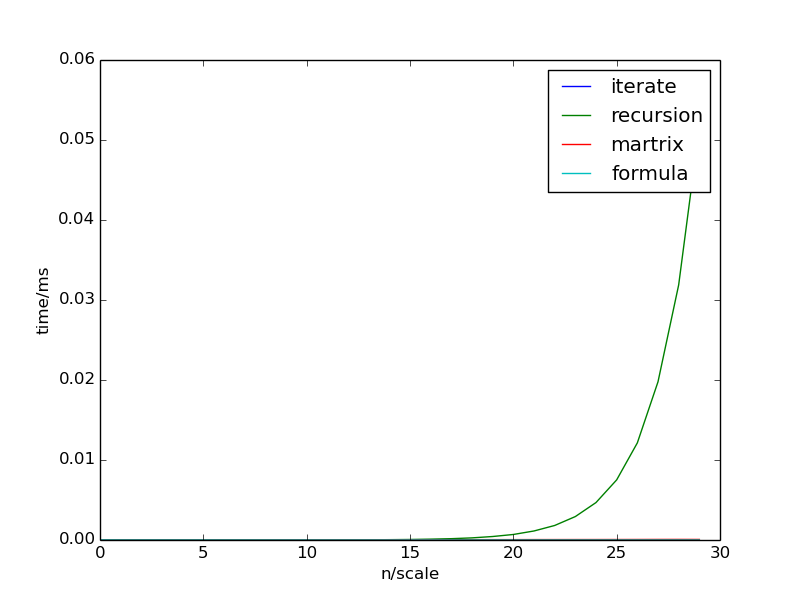 0.06
0.05
0.04
0.03
0.02
0.01
0.00
time/ms
iterate
recursion
martrix
formula
0 5 10 15 20 25 30
n/scale